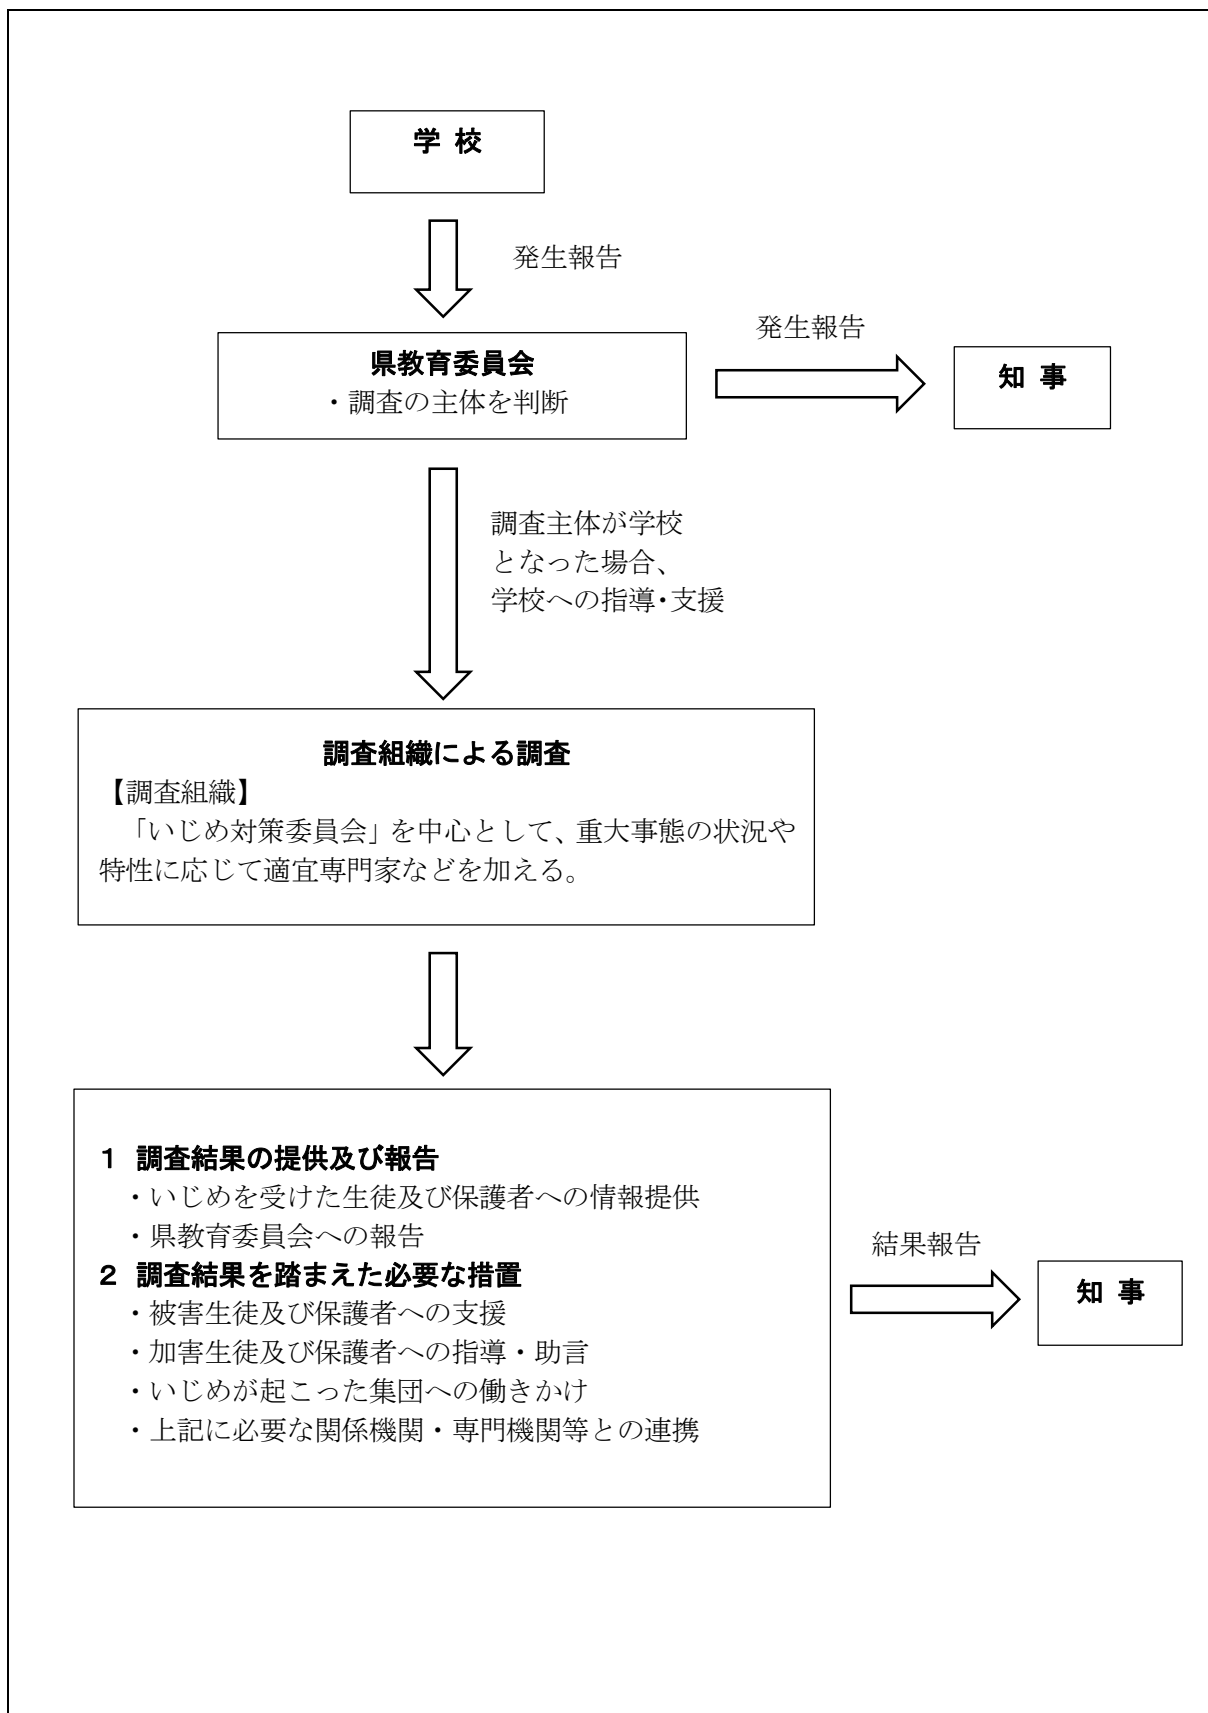 学 校
発生報告
発生報告
県教育委員会
・調査の主体を判断
知 事
調査主体が学校
となった場合、
学校への指導・支援
調査組織による調査
【調査組織】
「いじめ対策委員会」を中心として、重大事態の状況や
特性に応じて適宜専門家などを加える。
１ 調査結果の提供及び報告
・いじめを受けた生徒及び保護者への情報提供
・県教育委員会への報告
２ 調査結果を踏まえた必要な措置
・被害生徒及び保護者への支援
・加害生徒及び保護者への指導・助言
・いじめが起こった集団への働きかけ
・上記に必要な関係機関・専門機関等との連携
結果報告
知 事